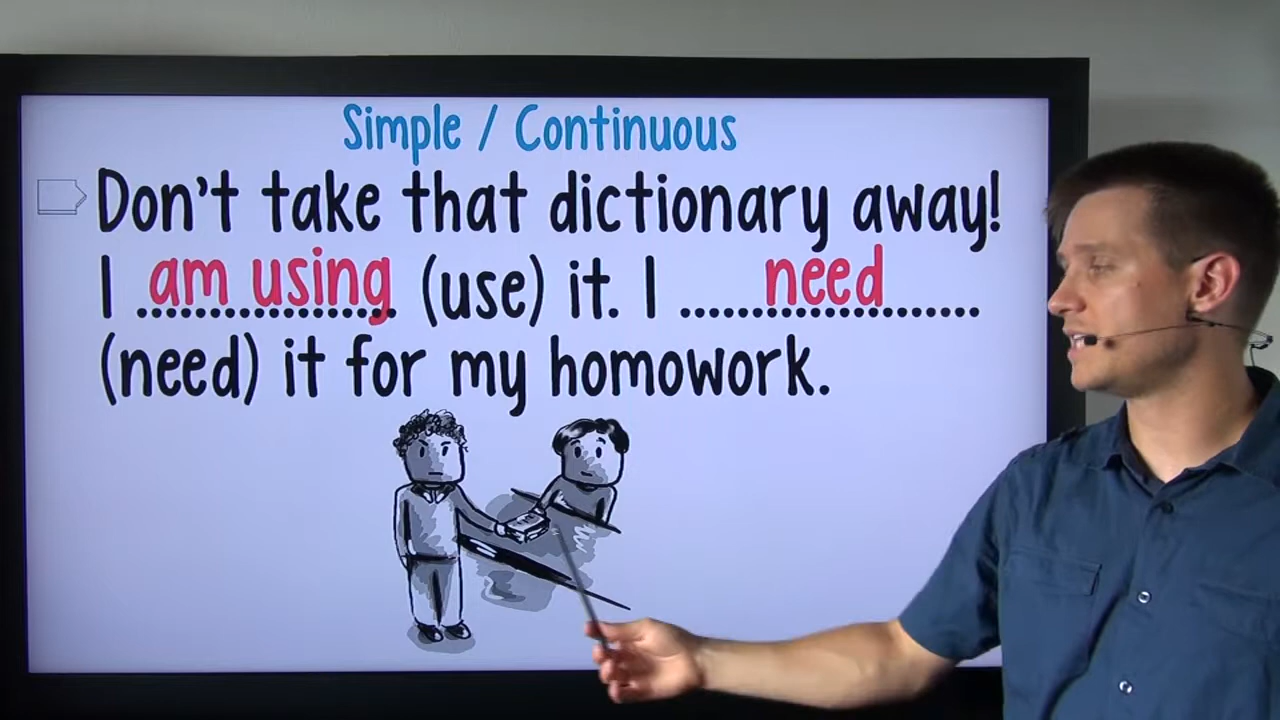 Simple / Continuous
Don't take that dictionary away!
I am using (use) it. I ....need....
(need) it for my homowork.